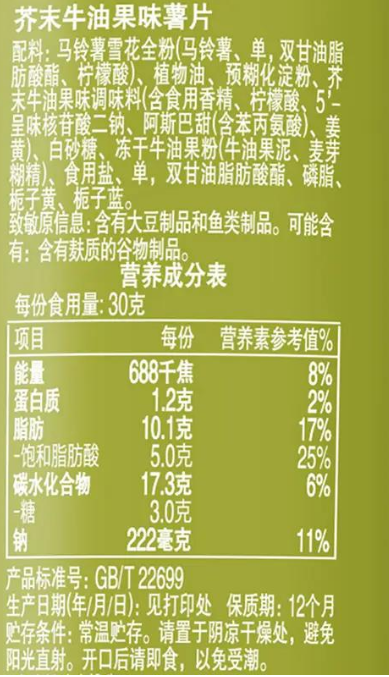 芥末牛油果味薯片
配料: 马铃薯雪花全粉(马铃薯、单, 双甘油脂
肪酸酯、柠檬酸)、植物油、预糊化淀粉、芥
末牛油果味调味料(含食用香精、柠檬酸、5'-
呈味核苷酸二钠、阿斯巴甜(含苯丙氨酸)、姜
黄)、白砂糖、冻干牛油果粉(牛油果泥、麦芽
糊精)、食用盐、单, 双甘油脂肪酸酯、磷脂、
栀子黄、栀子蓝。
致敏原信息: 含有大豆制品和鱼类制品。可能含
有: 含有麸质的谷物制品。
营养成分表
每份食用量: 30克
项目 每份 营养素参考值%
能量 688千焦 8%
蛋白质 1.2克 2%
脂肪 10.1克 17%
-饱和脂肪酸 5.0克 25%
碳水化合物 17.3克 6%
-糖 3.0克
钠 222毫克 11%
产品标准号: GB/T 22699
生产日期(年/月/日): 见打印处 保质期: 12个月
贮存条件: 常温贮存。请置于阴凉干燥处, 避免
阳光直射。开口后请即食, 以免受潮。